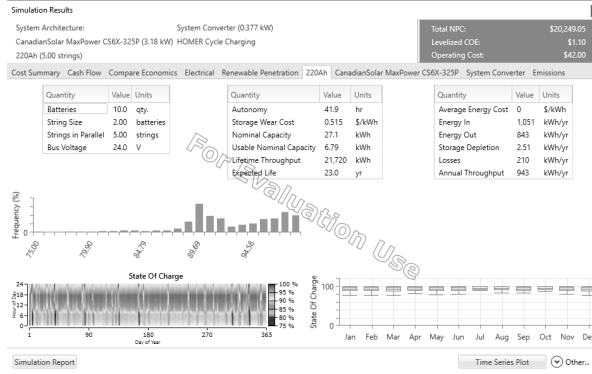 Simulation Results
System Architecture: System Converter (0.377 kW)
CanadianSolar MaxPower CS6X-325P (3.18 kW) HOMER Cycle Charging
220Ah (5.00 strings)
Total NPC: $20,249.05
Levelized COE: $1.10
Operating Cost: $42.00
Cost Summary Cash Flow Compare Economics Electrical Renewable Penetration 220Ah CanadianSolar MaxPower CS6X-325P System Converter Emissions
Quantity Value Units
Batteries 10.0 qty.
String Size 2.00 batteries
Strings in Parallel 5.00 strings
Bus Voltage 24.0 V
Quantity Value Units
Autonomy 41.9 hr
Storage Wear Cost 0.515 $/kWh
Nominal Capacity 27.1 kWh
Usable Nominal Capacity 6.79 kWh
Lifetime Throughput 21,720 kWh
Expected Life 23.0 yr
Quantity Value Units
Average Energy Cost 0 $/kWh
Energy In 1,051 kWh/yr
Energy Out 843 kWh/yr
Storage Depletion 2.51 kWh/yr
Losses 210 kWh/yr
Annual Throughput 943 kWh/yr
For Evaluation Use
Frequency (%)
0
75.00 79.90 84.79 89.69 94.58
State Of Charge
Hour of Day
24
18
12
6
0
1 90 180 270 365
Day of Year
100 %
95 %
90 %
85 %
80 %
75 %
State Of Charge
100
0
Jan Feb Mar Apr May Jun Jul Aug Sep Oct Nov De
Simulation Report Time Series Plot Other...